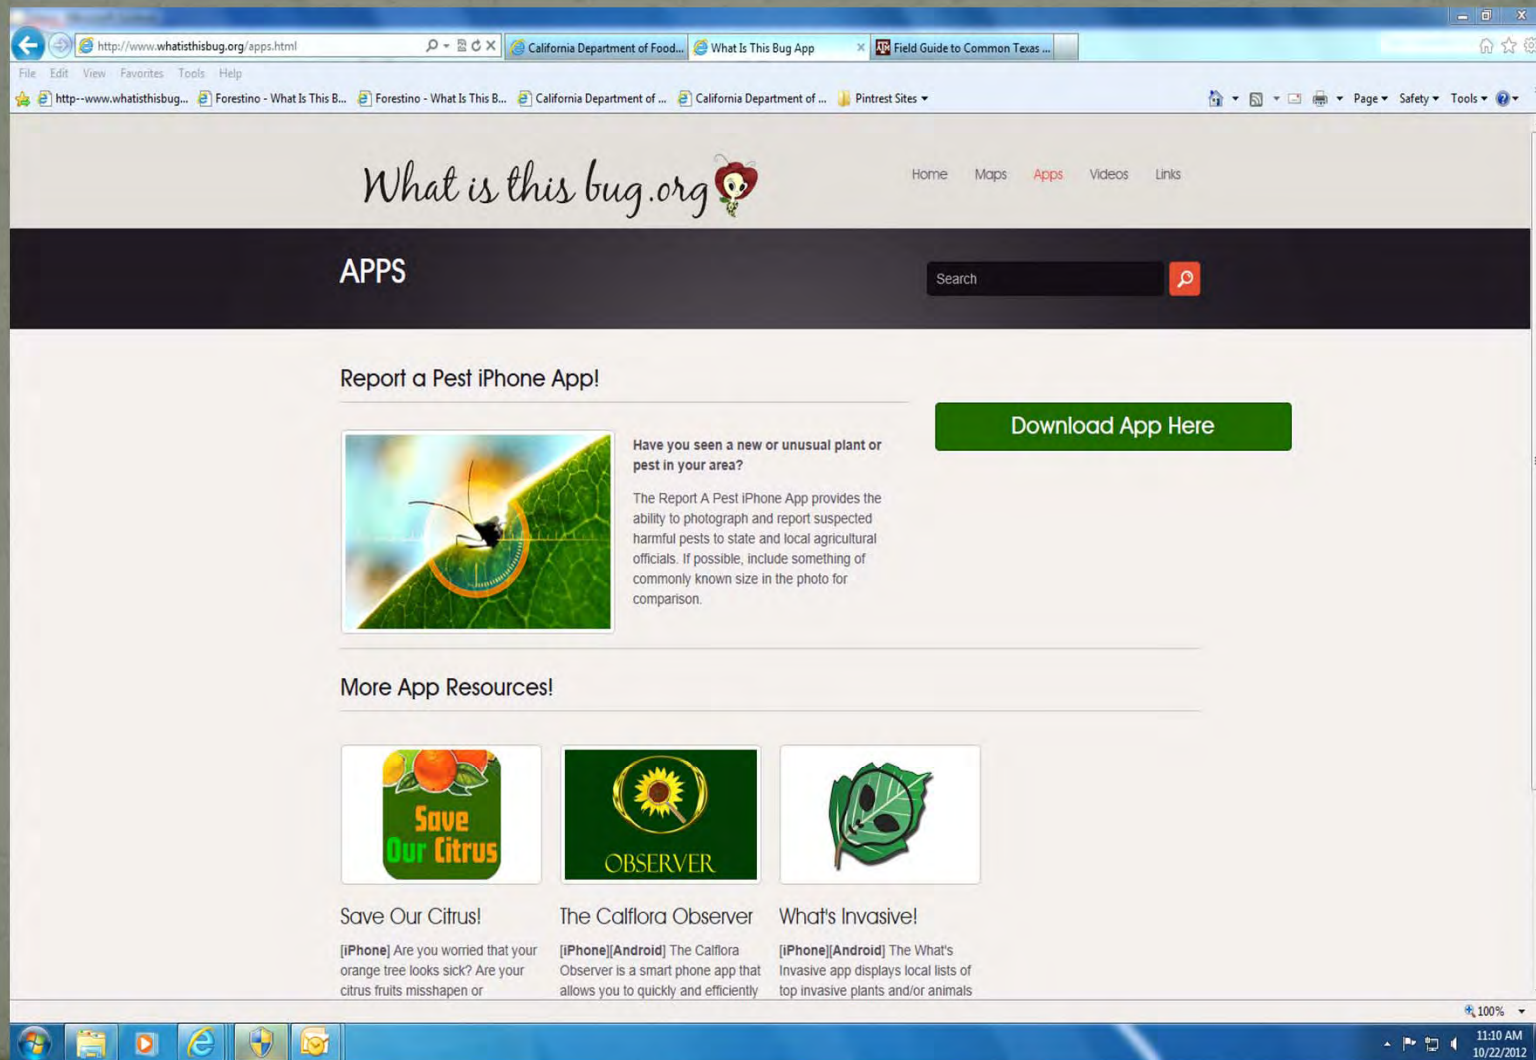 http://www.whatisthisbug.org/apps.html
California Department of Food...
What Is This Bug App
Field Guide to Common Texas ...
File Edit View Favorites Tools Help
http--www.whatisthisbug...
Forestino - What Is This B...
Forestino - What Is This B...
California Department of ...
California Department of ...
Pintrest Sites
Page Safety Tools
What is this bug.org
Home Maps Apps Videos Links
APPS
Search
Report a Pest iPhone App!
Download App Here
Have you seen a new or unusual plant or
pest in your area?
The Report A Pest iPhone App provides the
ability to photograph and report suspected
harmful pests to state and local agricultural
officials. If possible, include something of
commonly known size in the photo for
comparison.
More App Resources!
Save
Our Citrus
OBSERVER
Save Our Citrus!
[iPhone] Are you worried that your
orange tree looks sick? Are your
citrus fruits misshapen or
The Calflora Observer
[iPhone][Android] The Calflora
Observer is a smart phone app that
allows you to quickly and efficiently
What's Invasive!
[iPhone][Android] The What's
Invasive app displays local lists of
top invasive plants and/or animals
100%
11:10 AM
10/22/2012